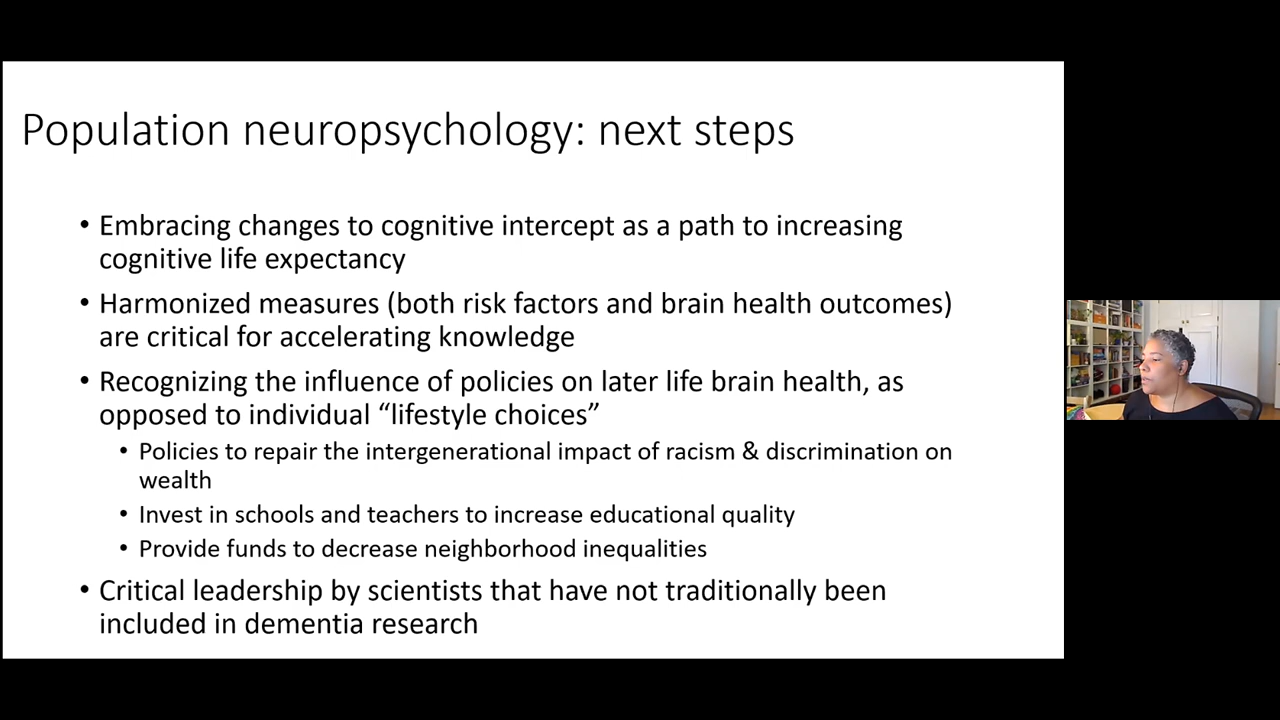 Population neuropsychology: next steps
• Embracing changes to cognitive intercept as a path to increasing
cognitive life expectancy
• Harmonized measures (both risk factors and brain health outcomes)
are critical for accelerating knowledge
• Recognizing the influence of policies on later life brain health, as
opposed to individual “lifestyle choices”
• Policies to repair the intergenerational impact of racism & discrimination on
wealth
• Invest in schools and teachers to increase educational quality
• Provide funds to decrease neighborhood inequalities
• Critical leadership by scientists that have not traditionally been
included in dementia research